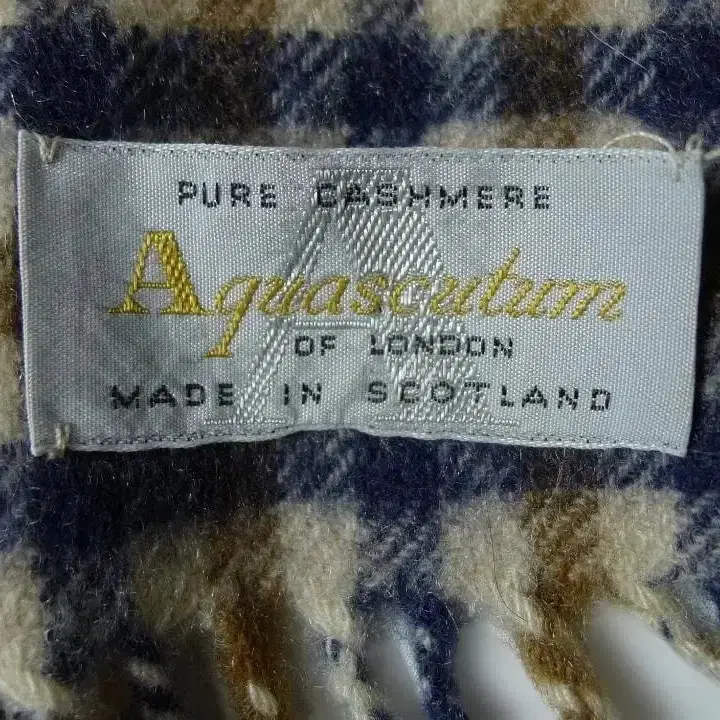 PURE CASHMERE
Aquascutum
OF LONDON
MADE IN SCOTLAND